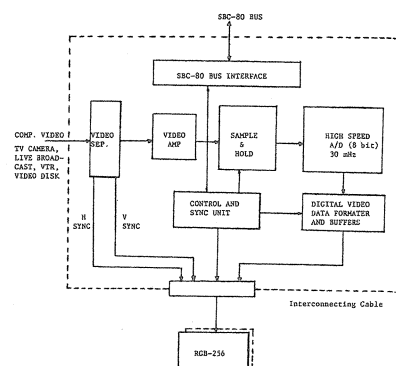 SBC-80 BUS
SBC-80 BUS INTERFACE
COMP. VIDEO
TV CAMERA,
LIVE BROAD-
CAST, VTR,
VIDEO DISK
VIDEO
SEP.
VIDEO
AMP
SAMPLE
&
HOLD
HIGH SPEED
A/D (8 bit)
30 mHz
H
SYNC
V
SYNC
CONTROL AND
SYNC UNIT
DIGITAL VIDEO
DATA FORMATER
AND BUFFERS
Interconnecting Cable
RGB-256